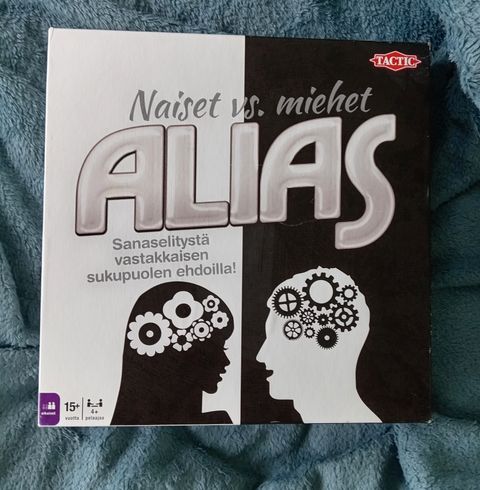 TACTIC
Naiset vs. miehet
ALIAS
Sanaselitystä
vastakkaisen
sukupuolen ehdoilla!
15+
vuotta
4+
pelaajaa